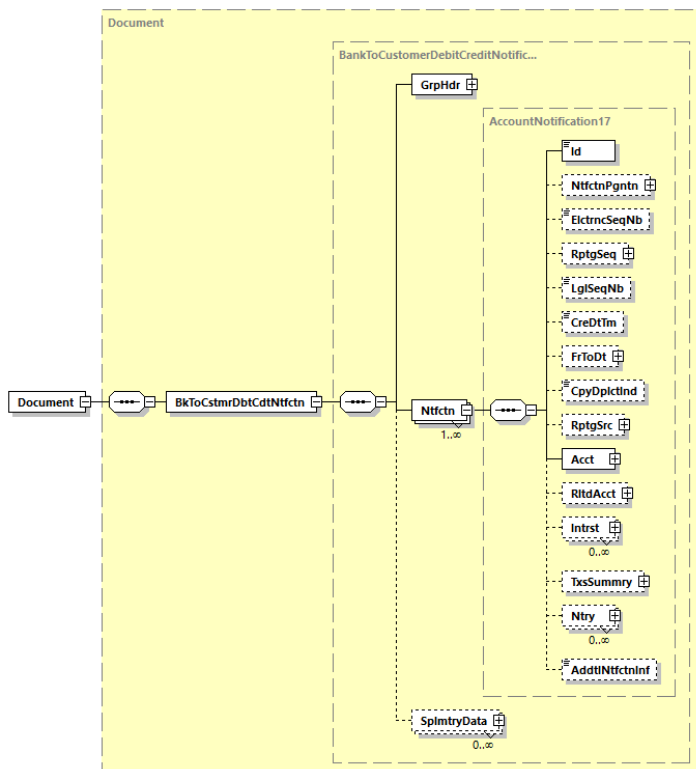 Document
BankToCustomerDebitCreditNotific...
GrpHdr
AccountNotification17
Id
NtfctnPgntn
ElctrncSeqNb
RptgSeq
LglSeqNb
CreDtTm
FrToDt
CpyDplctInd
RptgSrc
Document
BkToCstmrDbtCdtNtfctn
Ntfctn
1..∞
Acct
RltdAcct
Intrst
0..∞
TxsSummry
Ntry
0..∞
AddtlNtfctnInf
SplmtryData
0..∞